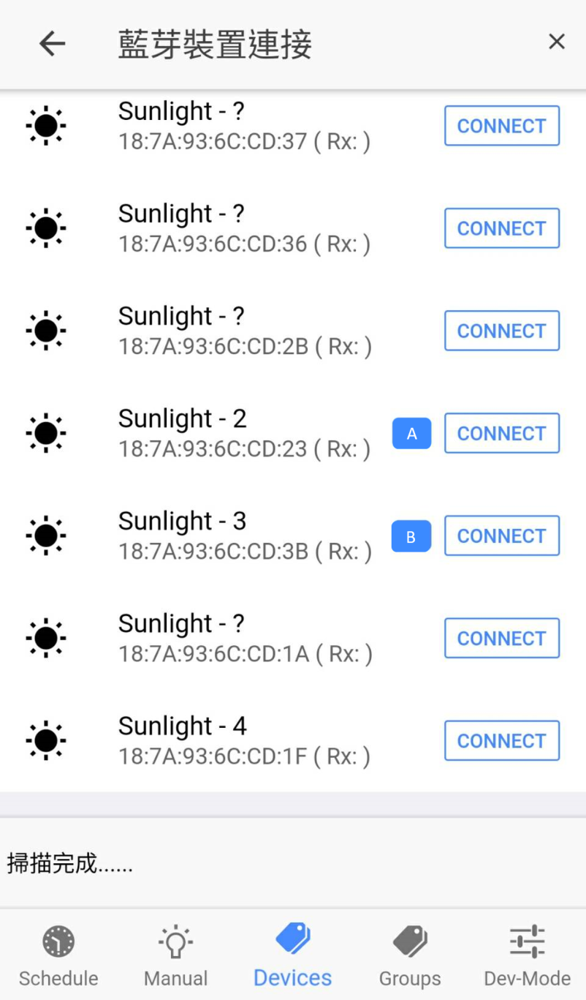 藍芽裝置連接
Sunlight - ?
18:7A:93:6C:CD:37 ( Rx: )
CONNECT
Sunlight - ?
18:7A:93:6C:CD:36 ( Rx: )
CONNECT
Sunlight - ?
18:7A:93:6C:CD:2B ( Rx: )
CONNECT
Sunlight - 2
18:7A:93:6C:CD:23 ( Rx: )
A
CONNECT
Sunlight - 3
18:7A:93:6C:CD:3B ( Rx: )
B
CONNECT
Sunlight - ?
18:7A:93:6C:CD:1A ( Rx: )
CONNECT
Sunlight - 4
18:7A:93:6C:CD:1F ( Rx: )
CONNECT
掃描完成......
Schedule
Manual
Devices
Groups
Dev-Mode